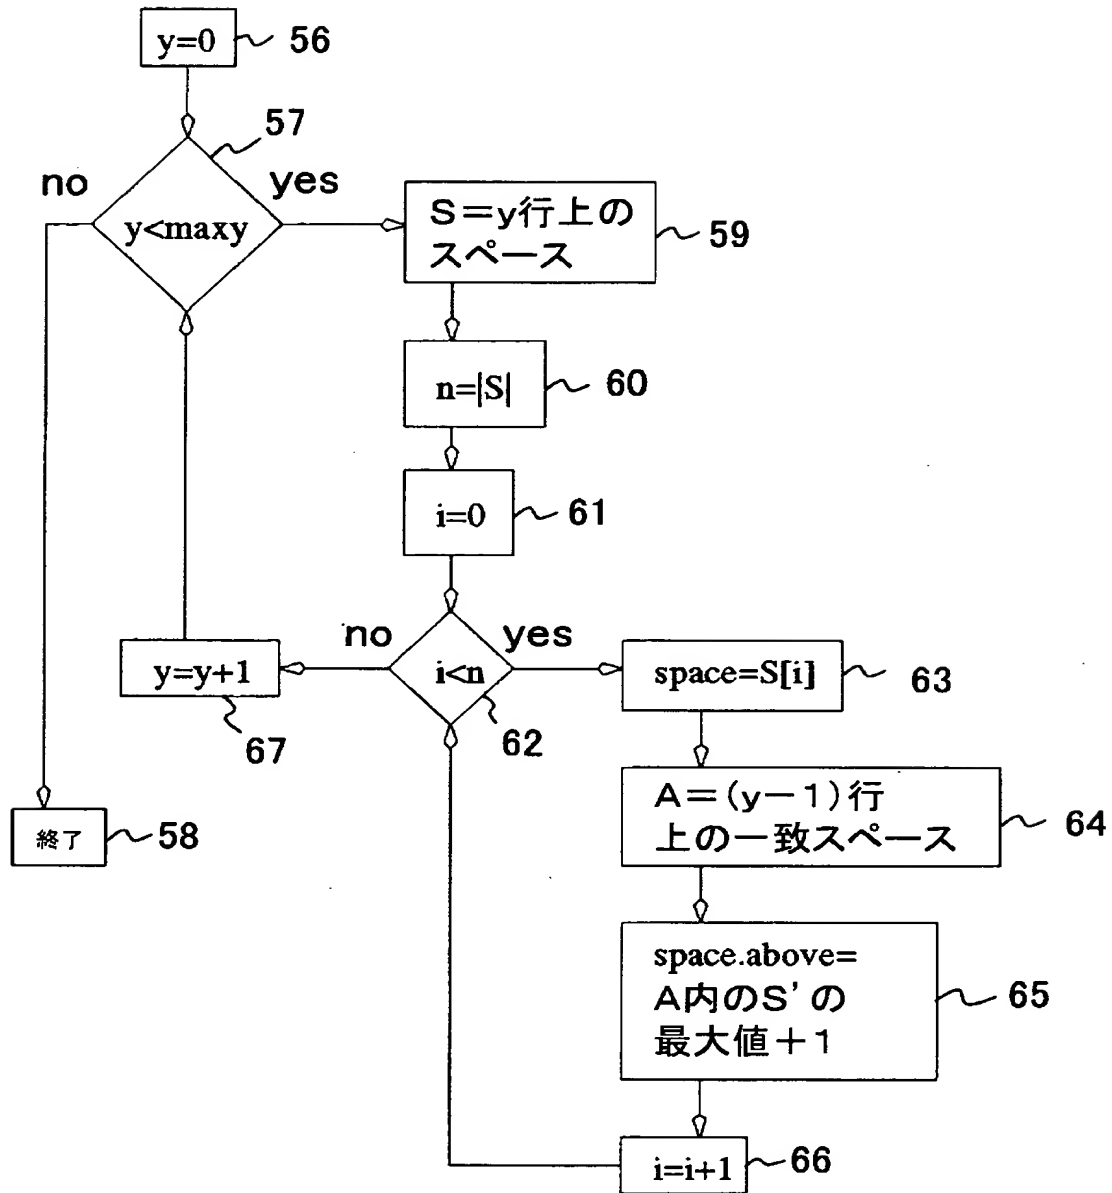 y=0
56
57
no
yes
y<maxy
S=y行上の
スペース
59
n=|S|
60
i=0
61
no
yes
i<n
62
y=y+1
67
space=S[i]
63
終了
58
A=(y-1)行
上の一致スペース
64
space.above=
A内のS'の
最大値+1
65
i=i+1
66